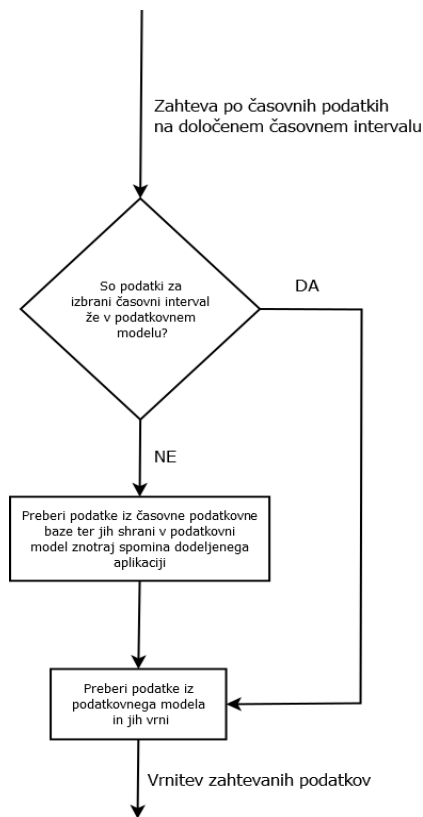 Zahteva po časovnih podatkih
na določenem časovnem intervalu
So podatki za
izbrani časovni interval
že v podatkovnem
modelu?
DA
NE
Preberi podatke iz časovne podatkovne
baze ter jih shrani v podatkovni
model znotraj spomina dodeljenega
aplikaciji
Preberi podatke iz
podatkovnega modela
in jih vrni
Vrnitev zahtevanih podatkov